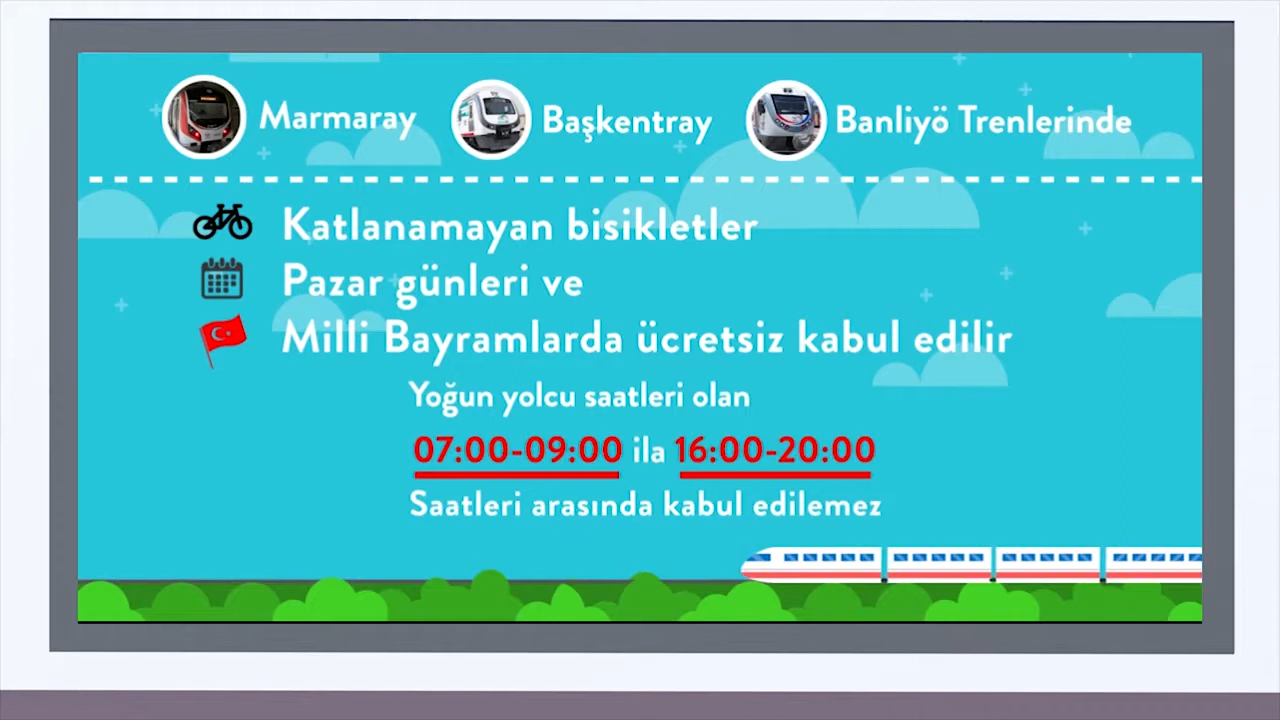 Marmaray Başkentray Banliyö Trenlerinde
Katlanamayan bisikletler
Pazar günleri ve
Milli Bayramlarda ücretsiz kabul edilir
Yoğun yolcu saatleri olan
07:00-09:00 ila 16:00-20:00
Saatleri arasında kabul edilemez